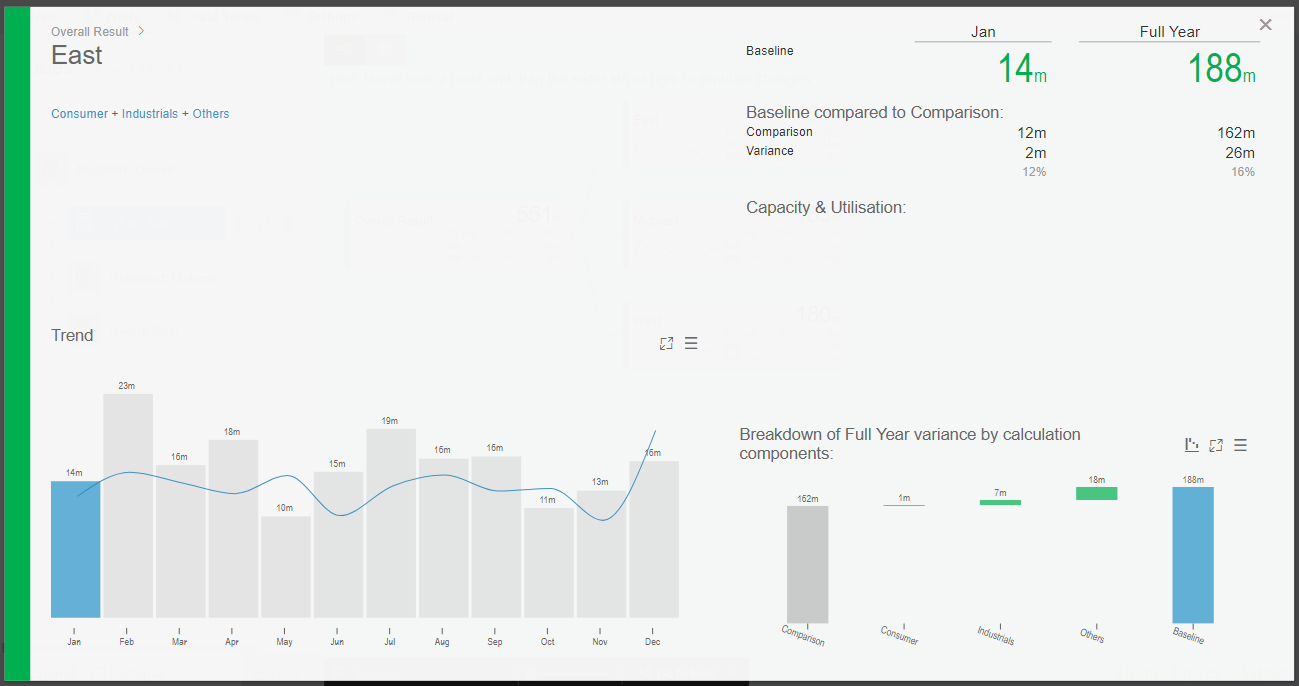 Overall Result >
East
Consumer + Industrials + Others
Jan Full Year
Baseline
14m 188m
Baseline compared to Comparison:
Comparison 12m 162m
Variance 2m 26m
12% 16%
Capacity & Utilisation:
Trend
14m 23m 16m 18m 10m 15m 19m 16m 16m 11m 13m 16m
Jan Feb Mar Apr May Jun Jul Aug Sep Oct Nov Dec
Breakdown of Full Year variance by calculation
components:
162m 1m 7m 18m 188m
Comparison Consumer Industrials Others Baseline